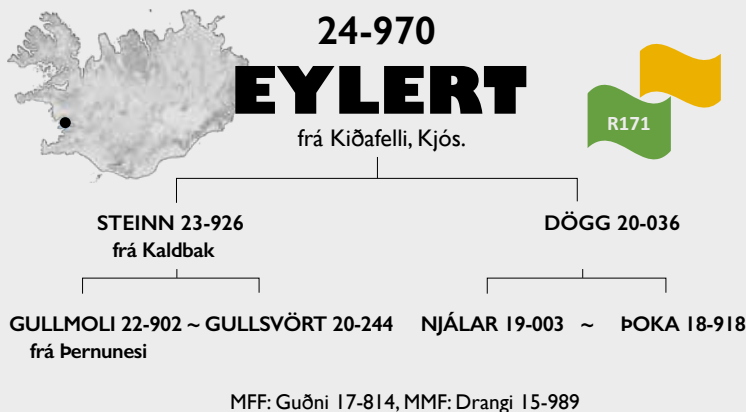 24-970
EYLERT
frá Kiðafelli, Kjós.
R171
STEINN 23-926
frá Kaldbak
DÖGG 20-036
GULLMOLI 22-902 ~ GULLSVÖRT 20-244
frá Þernunesi
NJÁLAR 19-003 ~ ÞOKA 18-918
MFF: Guðni 17-814, MMF: Drangi 15-989